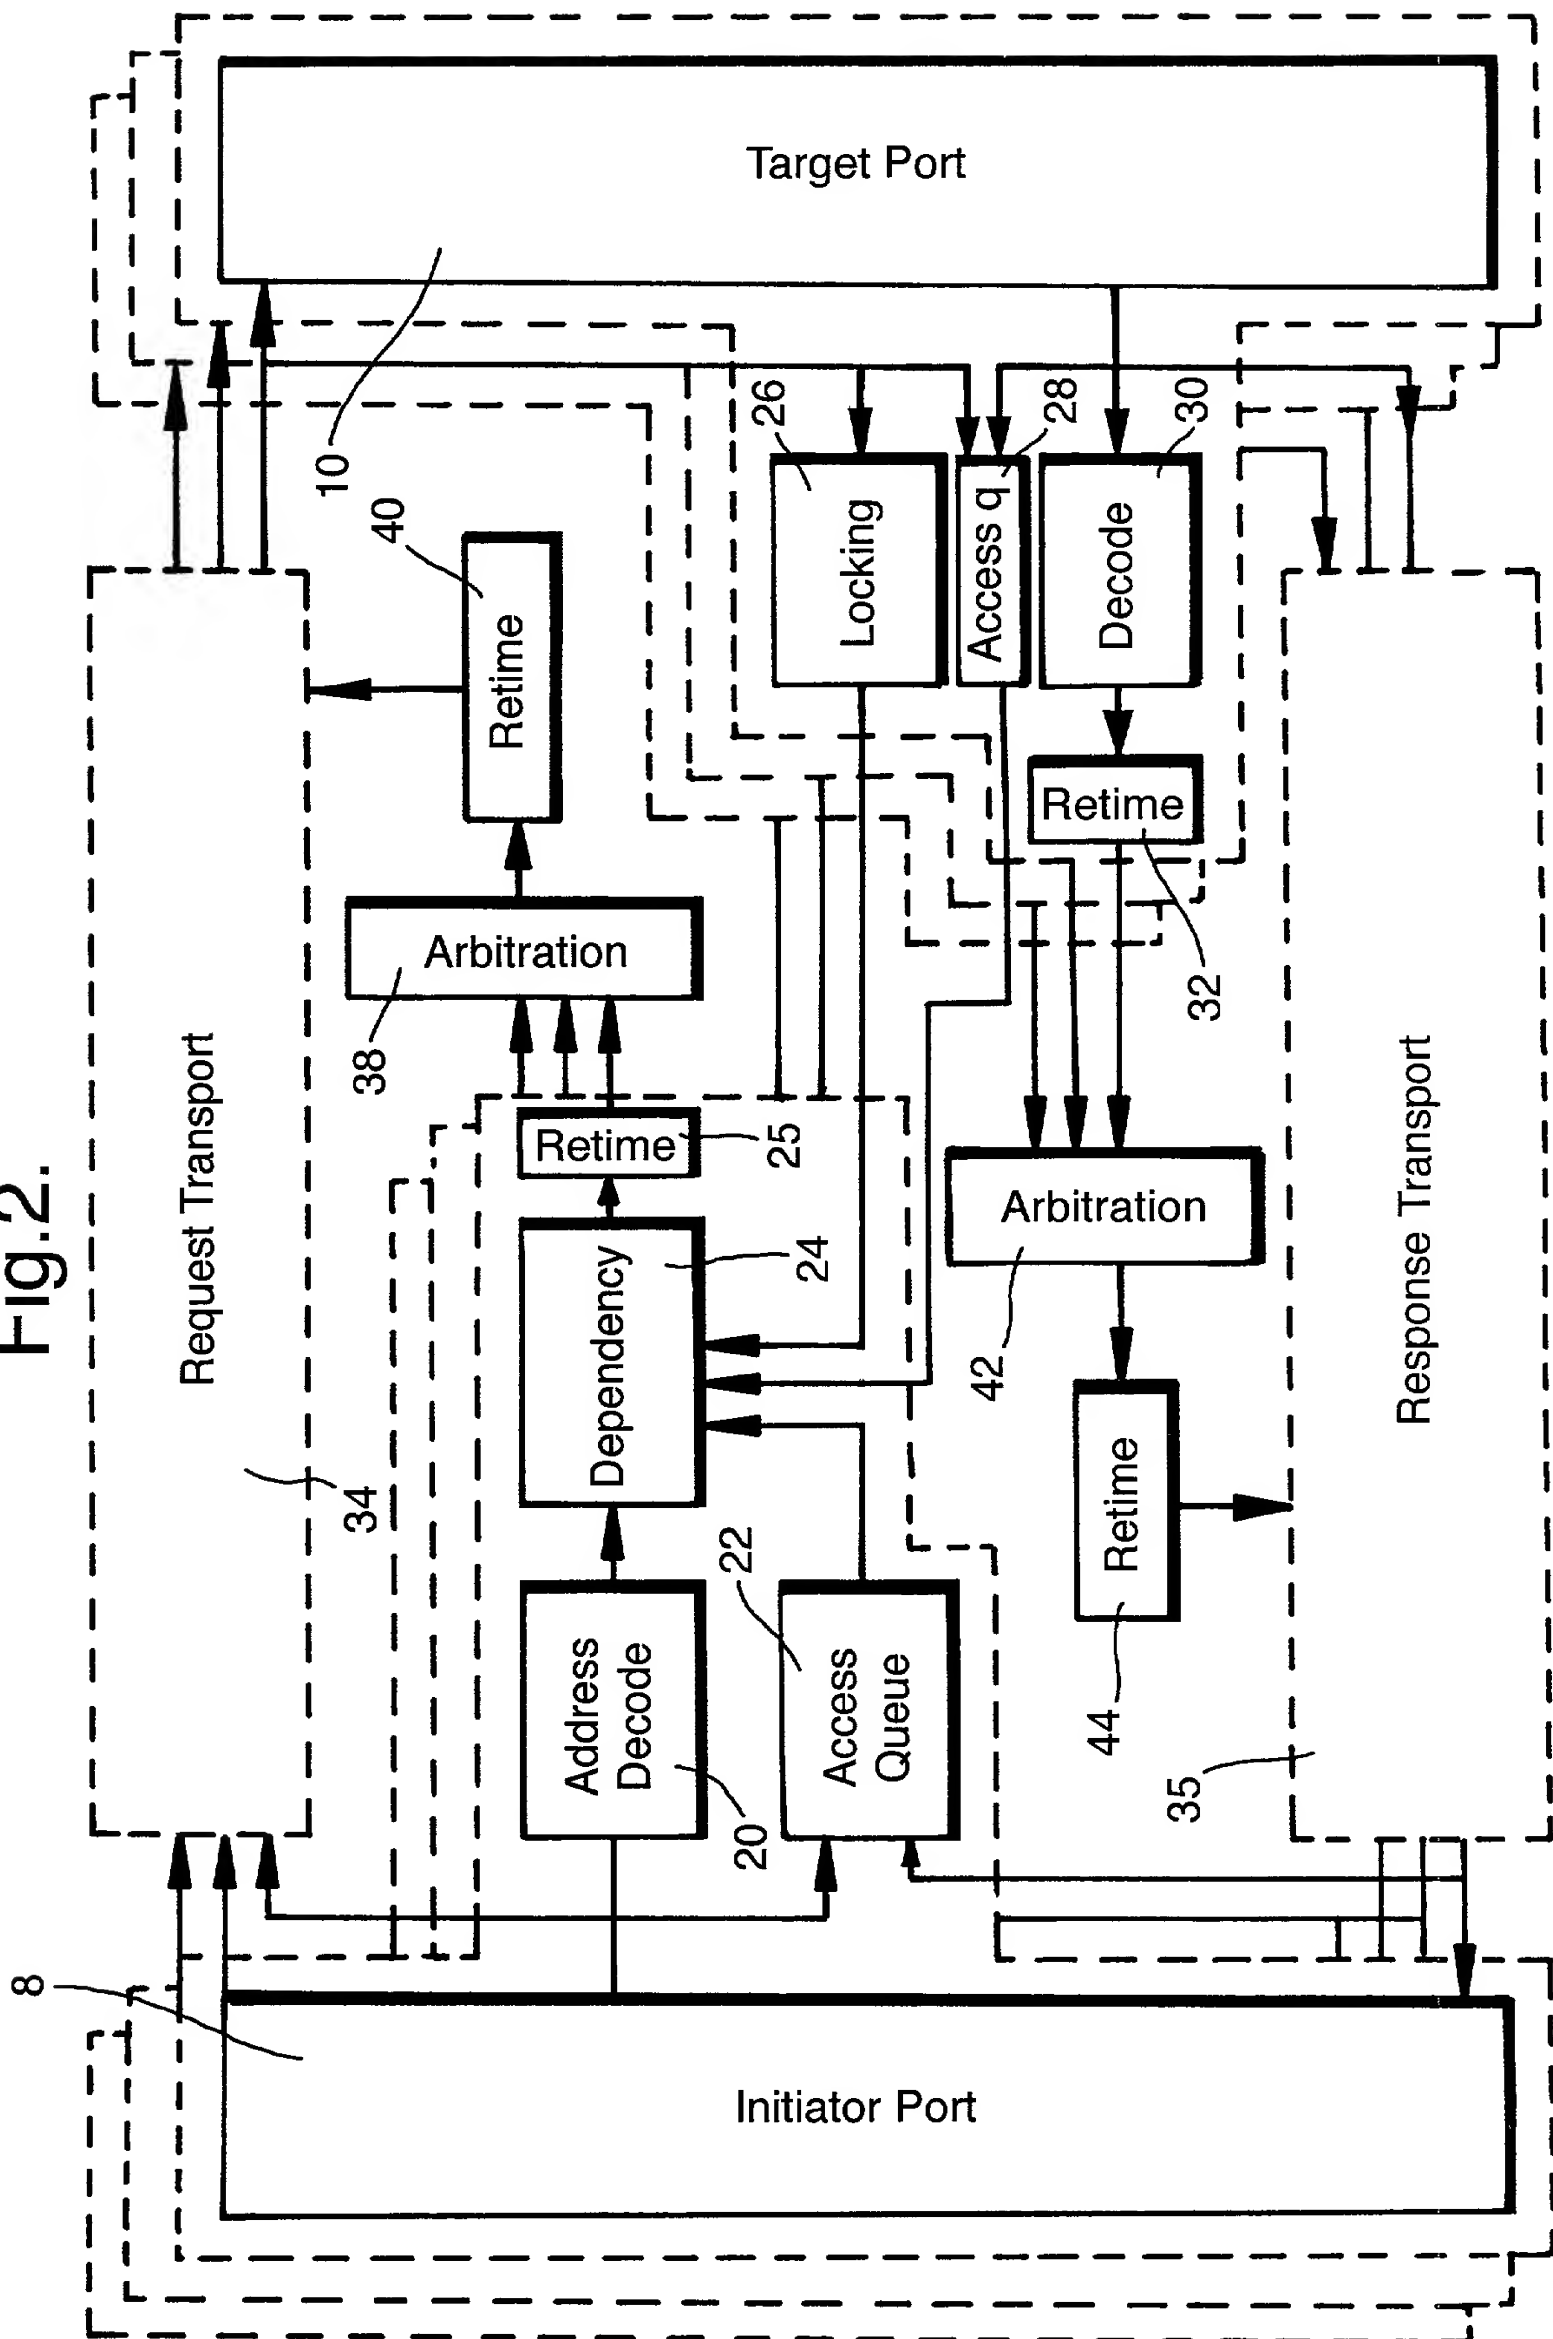 Fig.2.
Target Port
10
Request Transport
34
40
Retime
Arbitration
38
26
Locking
28
Access q
30
Decode
Retime
32
Retime
25
Dependency
24
Arbitration
42
Retime
44
Response Transport
35
Address
Decode
20
22
Access
Queue
8
Initiator Port